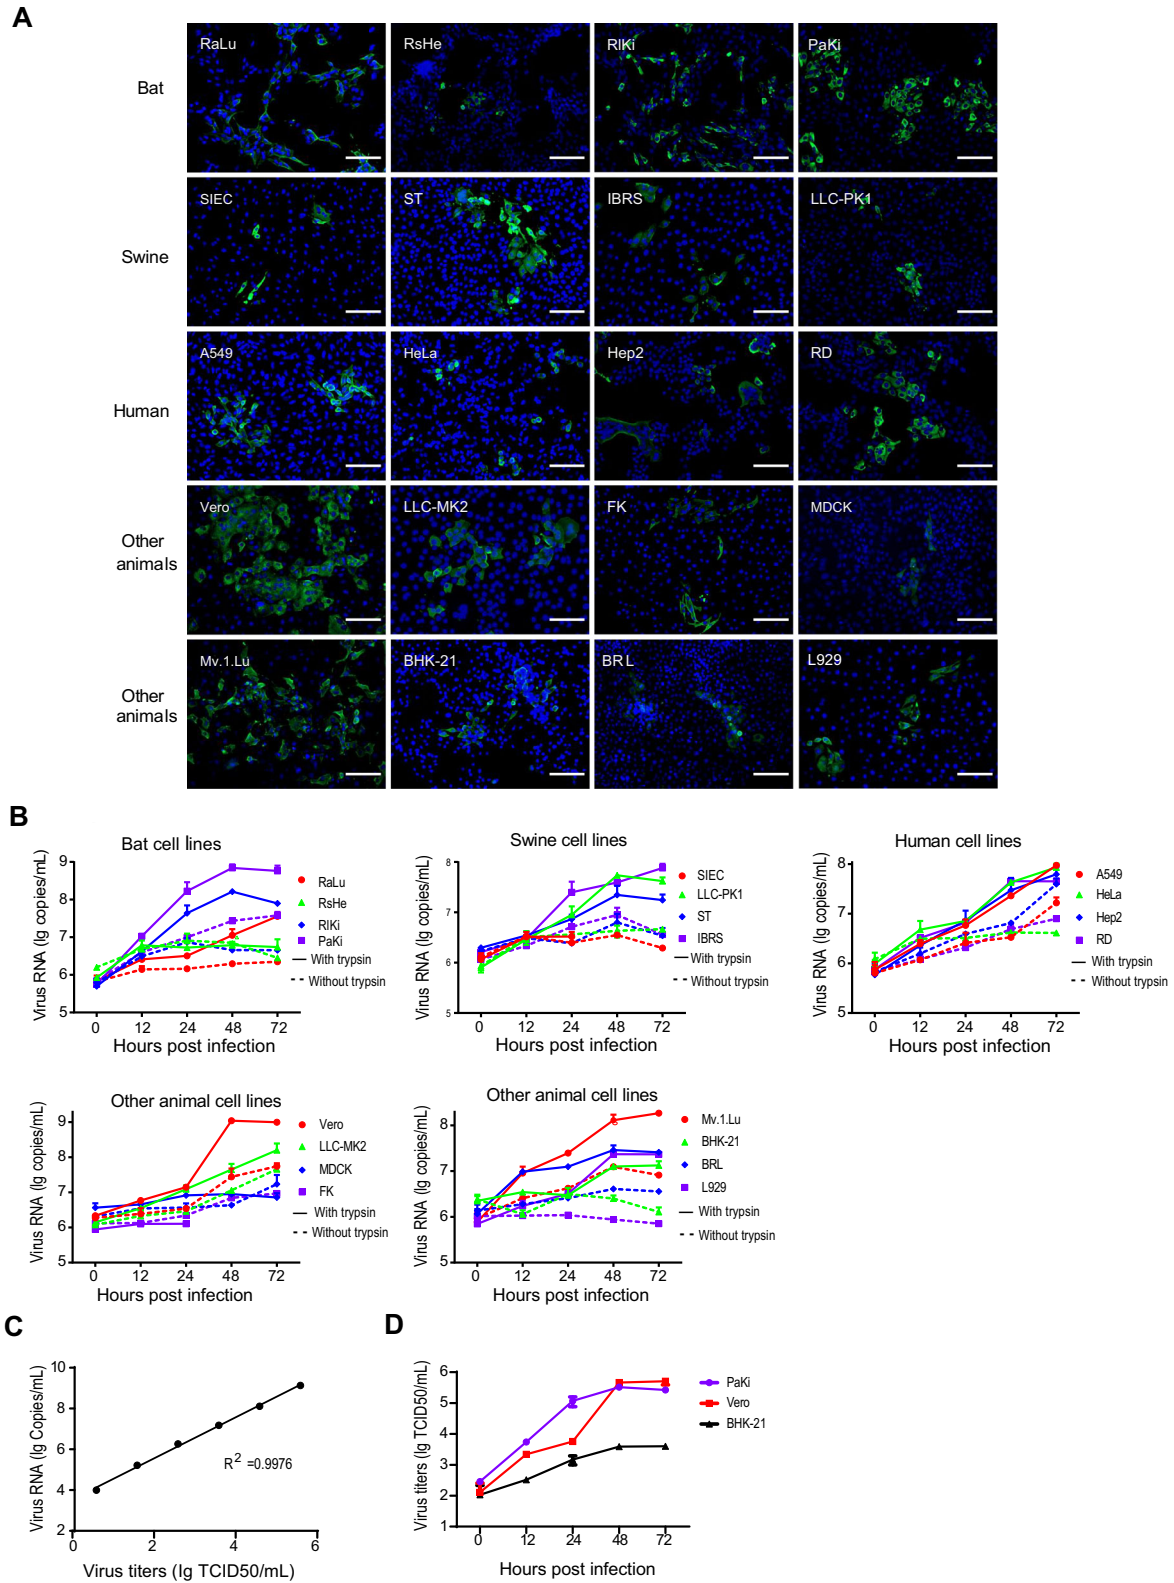 A
Bat
RaLu
RsHe
RlKi
PaKi
Swine
SIEC
ST
IBRS
LLC-PK1
Human
A549
HeLa
Hep2
RD
Other
animals
Vero
LLC-MK2
FK
MDCK
Other
animals
Mv.1.Lu
BHK-21
BRL
L929
B
Bat cell lines
Virus RNA (lg copies/mL)
9
8
7
6
5
0
12
24
48
72
Hours post infection
RaLu
RsHe
RlKi
PaKi
With trypsin
Without trypsin
Swine cell lines
Virus RNA (lg copies/mL)
8
7
6
5
0
12
24
48
72
Hours post infection
SIEC
LLC-PK1
ST
IBRS
With trypsin
Without trypsin
Human cell lines
Virus RNA (lg copies/mL)
8
7
6
5
0
12
24
48
72
Hours post infection
A549
HeLa
Hep2
RD
With trypsin
Without trypsin
Other animal cell lines
Virus RNA (lg copies/mL)
9
8
7
6
5
0
12
24
48
72
Hours post infection
Vero
LLC-MK2
MDCK
FK
With trypsin
Without trypsin
Other animal cell lines
Virus RNA (lg copies/mL)
8
7
6
5
0
12
24
48
72
Hours post infection
Mv.1.Lu
BHK-21
BRL
L929
With trypsin
Without trypsin
C
Virus RNA (lg Copies/mL)
10
8
6
4
2
0
2
4
6
R2 =0.9976
Virus titers (lg TCID50/mL)
D
Virus titers (lg TCID50/mL)
6
5
4
3
2
1
0
12
24
48
72
Hours post infection
PaKi
Vero
BHK-21